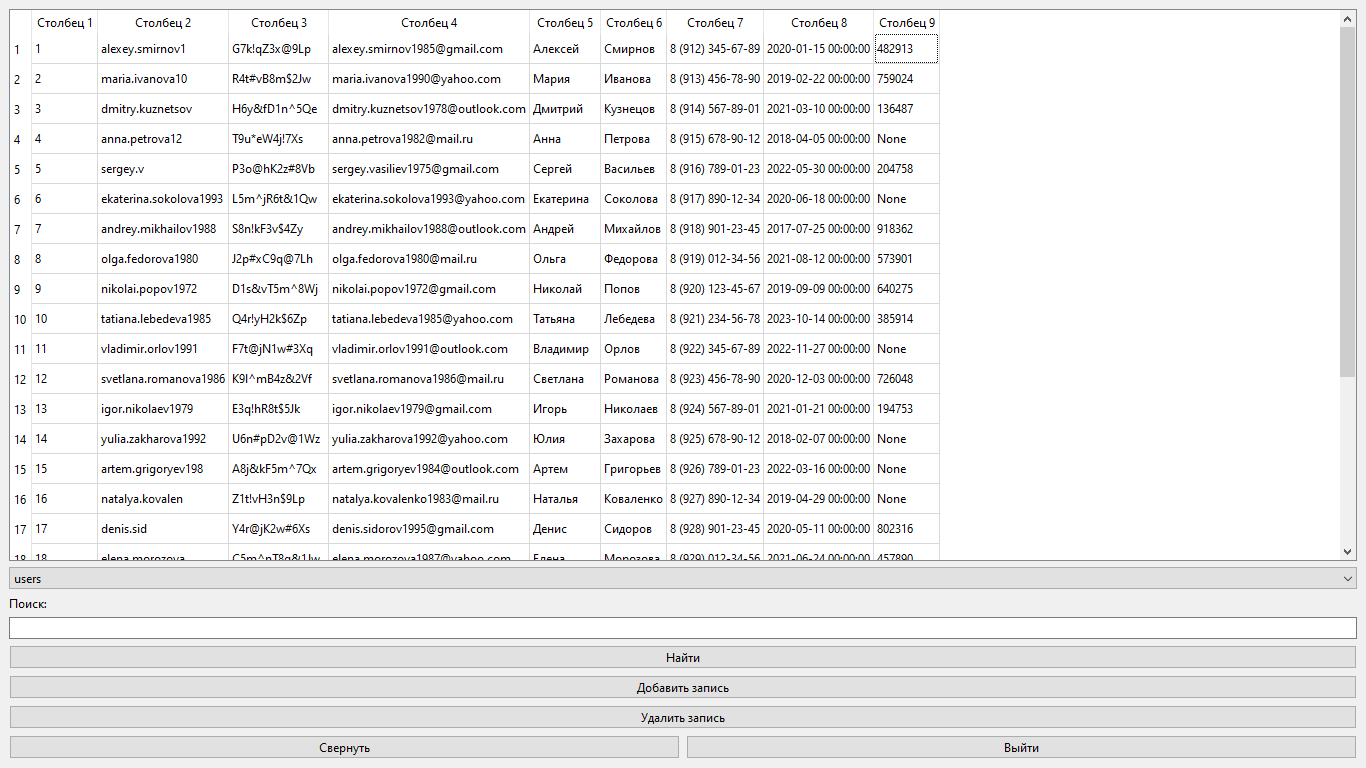 Столбец 1 Столбец 2 Столбец 3 Столбец 4 Столбец 5 Столбец 6 Столбец 7 Столбец 8 Столбец 9
1 1 alexey.smirnov1 G7k!qZ3x@9Lp alexey.smirnov1985@gmail.com Алексей Смирнов 8 (912) 345-67-89 2020-01-15 00:00:00 482913
2 2 maria.ivanova10 R4t#vB8m$2Jw maria.ivanova1990@yahoo.com Мария Иванова 8 (913) 456-78-90 2019-02-22 00:00:00 759024
3 3 dmitry.kuznetsov H6y&fD1n^5Qe dmitry.kuznetsov1978@outlook.com Дмитрий Кузнецов 8 (914) 567-89-01 2021-03-10 00:00:00 136487
4 4 anna.petrova12 T9u*eW4j!7Xs anna.petrova1982@mail.ru Анна Петрова 8 (915) 678-90-12 2018-04-05 00:00:00 None
5 5 sergey.v P3o@hK2z#8Vb sergey.vasiliev1975@gmail.com Сергей Васильев 8 (916) 789-01-23 2022-05-30 00:00:00 204758
6 6 ekaterina.sokolova1993 L5m^jR6t&1Qw ekaterina.sokolova1993@yahoo.com Екатерина Соколова 8 (917) 890-12-34 2020-06-18 00:00:00 None
7 7 andrey.mikhailov1988 S8n!kF3v$4Zy andrey.mikhailov1988@outlook.com Андрей Михайлов 8 (918) 901-23-45 2017-07-25 00:00:00 918362
8 8 olga.fedorova1980 J2p#xC9q@7Lh olga.fedorova1980@mail.ru Ольга Федорова 8 (919) 012-34-56 2021-08-12 00:00:00 573901
9 9 nikolai.popov1972 D1s&vT5m^8Wj nikolai.popov1972@gmail.com Николай Попов 8 (920) 123-45-67 2019-09-09 00:00:00 640275
10 10 tatiana.lebedeva1985 Q4r!yH2k$6Zp tatiana.lebedeva1985@yahoo.com Татьяна Лебедева 8 (921) 234-56-78 2023-10-14 00:00:00 385914
11 11 vladimir.orlov1991 F7t@jN1w#3Xq vladimir.orlov1991@outlook.com Владимир Орлов 8 (922) 345-67-89 2022-11-27 00:00:00 None
12 12 svetlana.romanova1986 K9l^mB4z&2Vf svetlana.romanova1986@mail.ru Светлана Романова 8 (923) 456-78-90 2020-12-03 00:00:00 726048
13 13 igor.nikolaev1979 E3q!hR8t$5Jk igor.nikolaev1979@gmail.com Игорь Николаев 8 (924) 567-89-01 2021-01-21 00:00:00 194753
14 14 yulia.zakharova1992 U6n#pD2v@1Wz yulia.zakharova1992@yahoo.com Юлия Захарова 8 (925) 678-90-12 2018-02-07 00:00:00 None
15 15 artem.grigoryev198 A8j&kF5m^7Qx artem.grigoryev1984@outlook.com Артем Григорьев 8 (926) 789-01-23 2022-03-16 00:00:00 None
16 16 natalya.kovalen Z1t!vH3n$9Lp natalya.kovalenko1983@mail.ru Наталья Коваленко 8 (927) 890-12-34 2019-04-29 00:00:00 None
17 17 denis.sid Y4r@jK2w#6Xs denis.sidorov1995@gmail.com Денис Сидоров 8 (928) 901-23-45 2020-05-11 00:00:00 802316
18 18 elena.morozova C5m^nT8q&1Jw elena.morozova1987@yahoo.com Елена Морозова 8 (929) 012-34-56 2021-06-24 00:00:00 457890
users
Поиск:
Найти
Добавить запись
Удалить запись
Свернуть Выйти